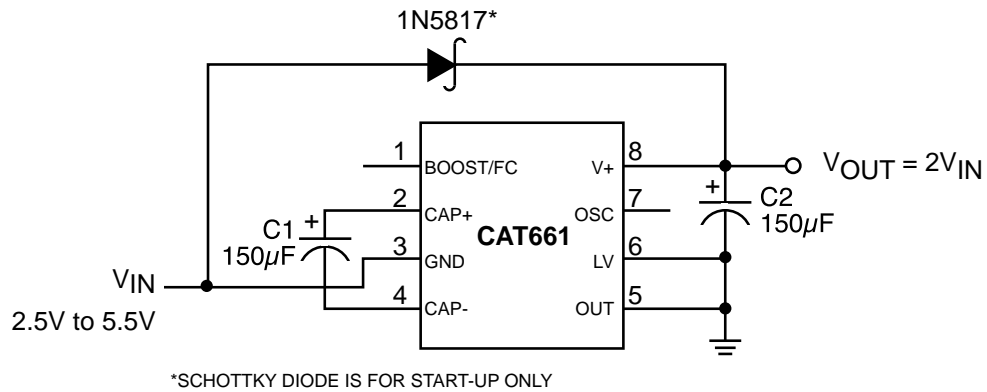 1N5817*
1 BOOST/FC V+ 8
VOUT = 2VIN
2 CAP+ OSC 7
+ C1 150µF
CAT661
+ C2 150µF
3 GND LV 6
VIN
2.5V to 5.5V
4 CAP- OUT 5
*SCHOTTKY DIODE IS FOR START-UP ONLY